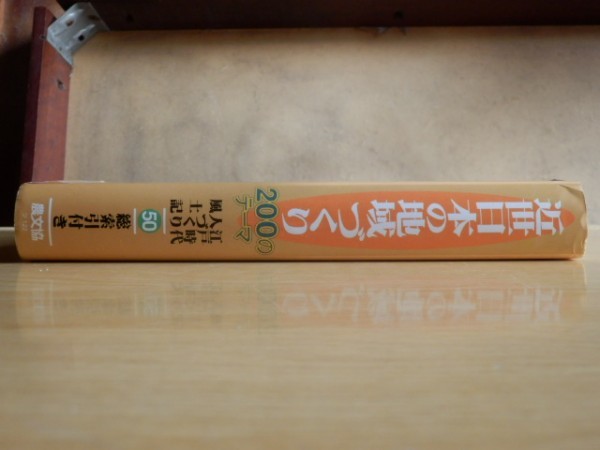 近世日本の地域づくり
200の
テーマ
江戸時代
人づくり
風土記
50
総索引付き
農文協